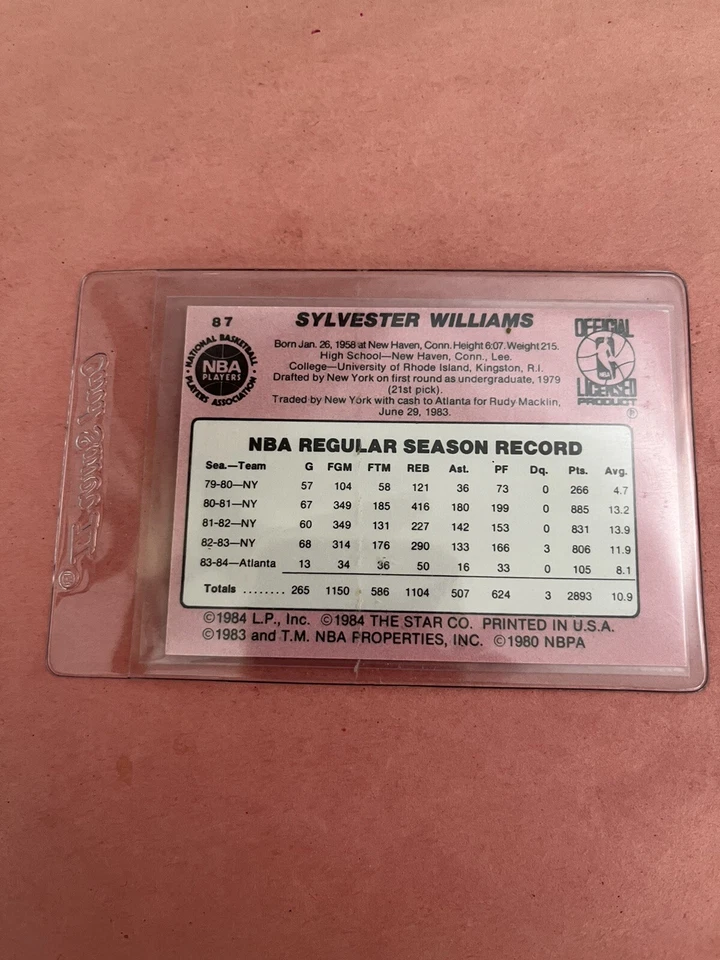 87
SYLVESTER WILLIAMS
NATIONAL BASKETBALL
NBA
PLAYERS
PLAYERS ASSOCIATION
OFFICIAL
NBA
LICENSED
PRODUCT
®
Born Jan. 26, 1958 at New Haven, Conn. Height 6:07. Weight 215.
High School—New Haven, Conn., Lee.
College—University of Rhode Island, Kingston, R.I.
Drafted by New York on first round as undergraduate, 1979
(21st pick).
Traded by New York with cash to Atlanta for Rudy Macklin,
June 29, 1983.
NBA REGULAR SEASON RECORD
Sea.—Team G FGM FTM REB Ast. PF Dq. Pts. Avg.
79-80—NY 57 104 58 121 36 73 0 266 4.7
80-81—NY 67 349 185 416 180 199 0 885 13.2
81-82—NY 60 349 131 227 142 153 0 831 13.9
82-83—NY 68 314 176 290 133 166 3 806 11.9
83-84—Atlanta 13 34 36 50 16 33 0 105 8.1
Totals ........ 265 1150 586 1104 507 624 3 2893 10.9
©1984 L.P., Inc. ©1984 THE STAR CO. PRINTED IN U.S.A.
©1983 and T.M. NBA PROPERTIES, INC. ©1980 NBPA
Card Saver II
®